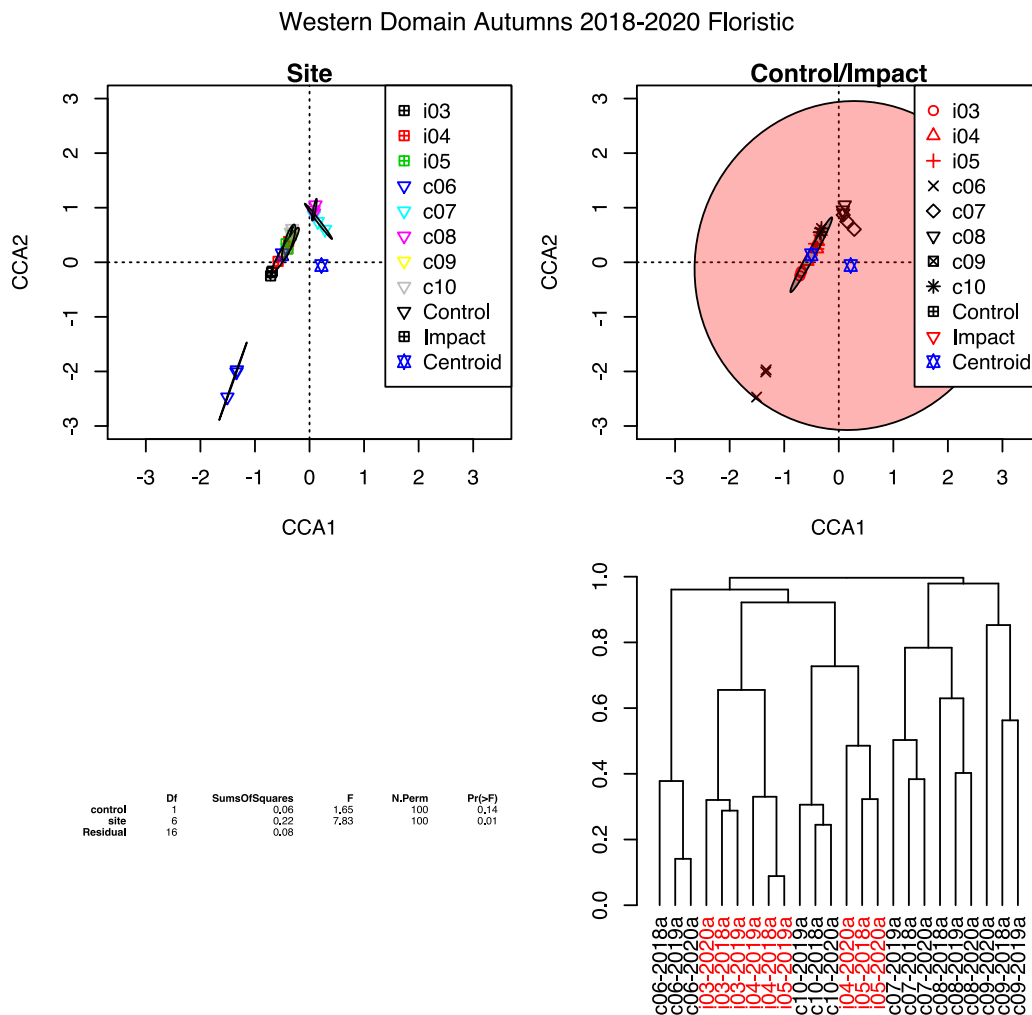 Western Domain Autumns 2018-2020 Floristic
Site
CCA2
3
2
1
0
-1
-2
-3
-3
-2
-1
0
1
2
3
CCA1
i03
i04
i05
c06
c07
c08
c09
c10
Control
Impact
Centroid
Control/Impact
CCA2
3
2
1
0
-1
-2
-3
-3
-2
-1
0
1
2
3
CCA1
i03
i04
i05
c06
c07
c08
c09
c10
Control
Impact
Centroid
Df SumsOfSquares F N.Perm Pr(>F)
control 1 0.06 1.65 100 0.14
site 6 0.22 7.83 100 0.01
Residual 16 0.08
1.0
0.8
0.6
0.4
0.2
0.0
c06-2018a
c06-2019a
c06-2020a
i03-2020a
i03-2018a
i03-2019a
i04-2019a
i04-2018a
i05-2019a
c10-2019a
c10-2018a
c10-2020a
i04-2020a
i05-2018a
i05-2020a
c07-2019a
c07-2018a
c07-2020a
c08-2018a
c08-2019a
c08-2020a
c09-2020a
c09-2018a
c09-2019a